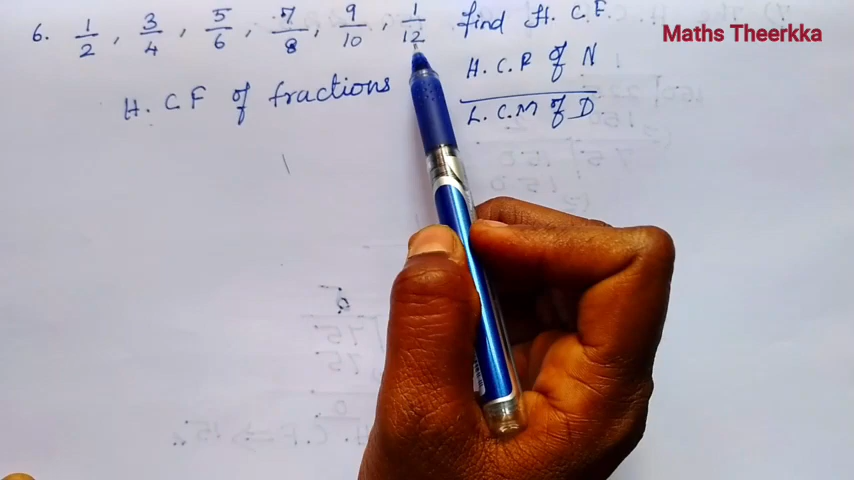 6. 1/2, 3/4, 5/6, 7/8, 9/10, 1/12 find H.C.F.
Maths Theerkka
H.C.F of fractions H.C.F of N / L.C.M of D